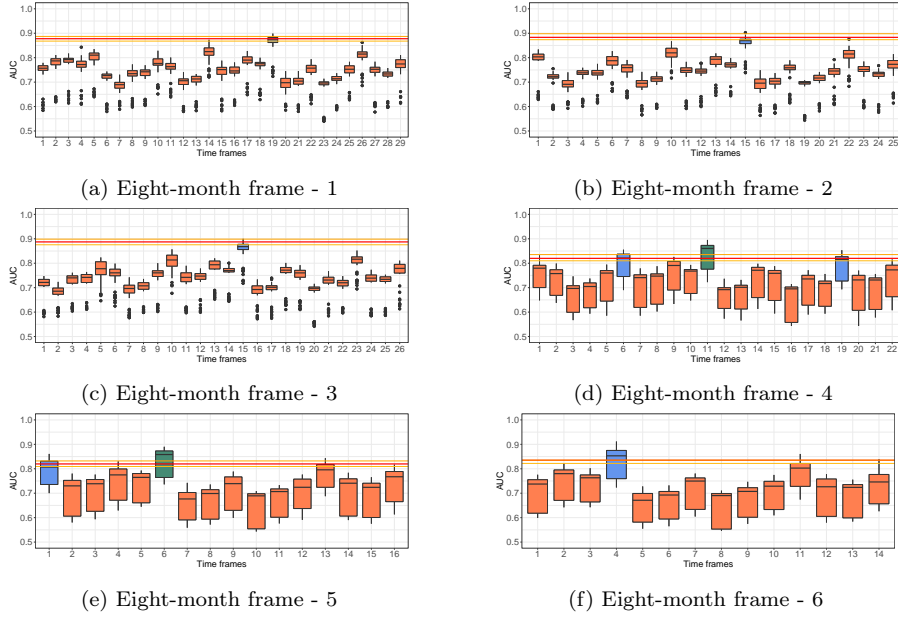 1.0
0.9
0.8
0.7
0.6
0.5
AUC
1 2 3 4 5 6 7 8 9 10 11 12 13 14 15 16 17 18 19 20 21 22 23 24 25 26 27 28 29
Time frames
(a) Eight-month frame - 1
1.0
0.9
0.8
0.7
0.6
0.5
AUC
1 2 3 4 5 6 7 8 9 10 11 12 13 14 15 16 17 18 19 20 21 22 23 24 25
Time frames
(b) Eight-month frame - 2
1.0
0.9
0.8
0.7
0.6
0.5
AUC
1 2 3 4 5 6 7 8 9 10 11 12 13 14 15 16 17 18 19 20 21 22 23 24 25 26
Time frames
(c) Eight-month frame - 3
1.0
0.9
0.8
0.7
0.6
0.5
AUC
1 2 3 4 5 6 7 8 9 10 11 12 13 14 15 16 17 18 19 20 21 22
Time frames
(d) Eight-month frame - 4
1.0
0.9
0.8
0.7
0.6
0.5
AUC
1 2 3 4 5 6 7 8 9 10 11 12 13 14 15 16
Time frames
(e) Eight-month frame - 5
1.0
0.9
0.8
0.7
0.6
0.5
AUC
1 2 3 4 5 6 7 8 9 10 11 12 13 14
Time frames
(f) Eight-month frame - 6